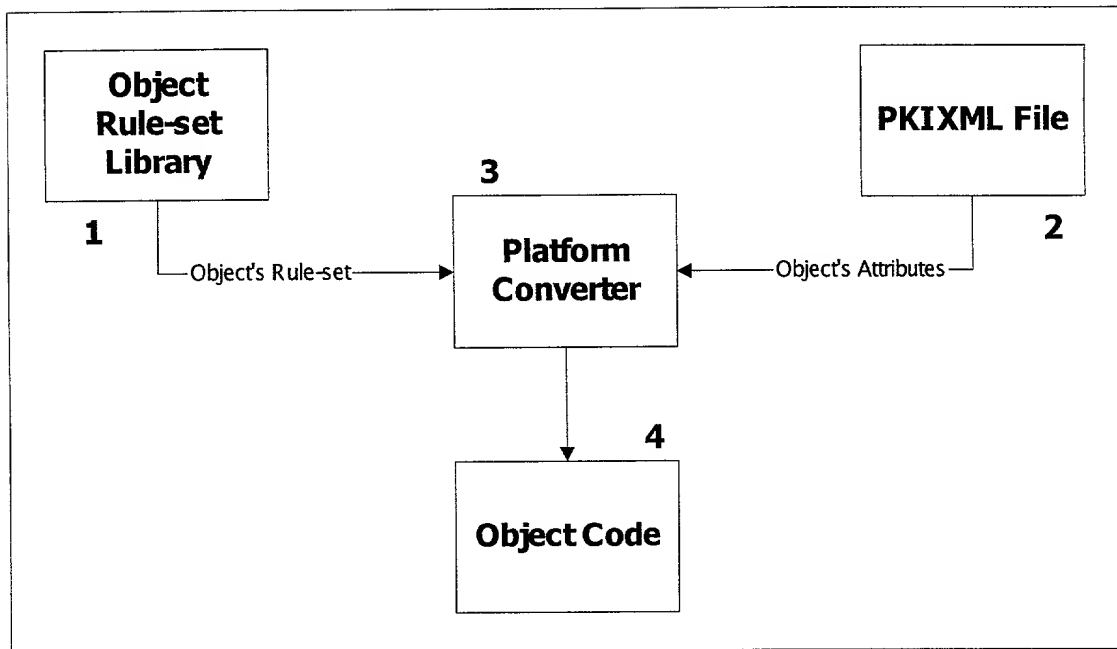 Object
Rule-set
Library
1
PKIXML File
2
3
Platform
Converter
Object's Rule-set
Object's Attributes
4
Object Code